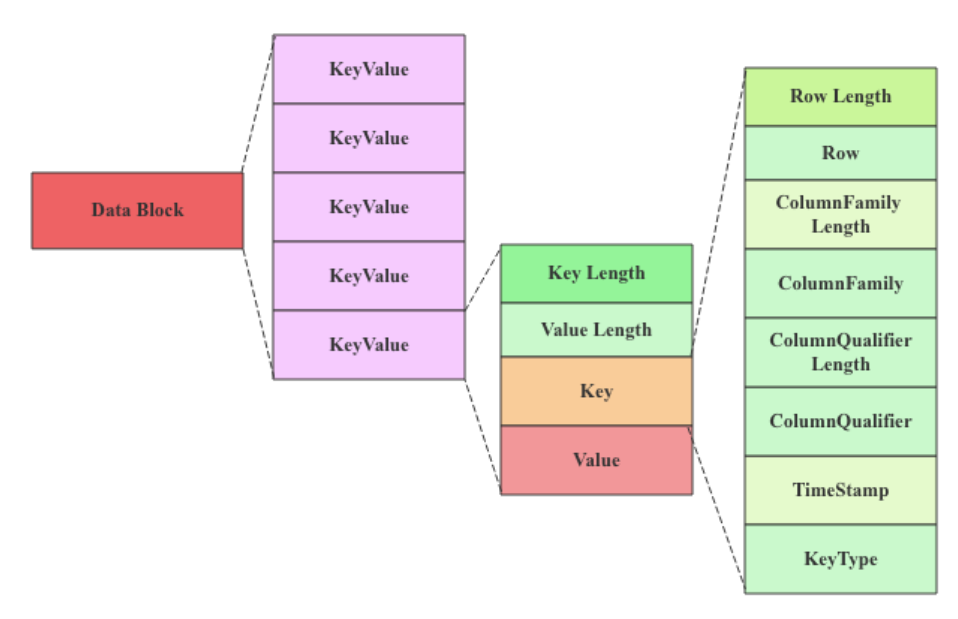 Data Block
KeyValue
KeyValue
KeyValue
KeyValue
KeyValue
Key Length
Value Length
Key
Value
Row Length
Row
ColumnFamily
Length
ColumnFamily
ColumnQualifier
Length
ColumnQualifier
TimeStamp
KeyType